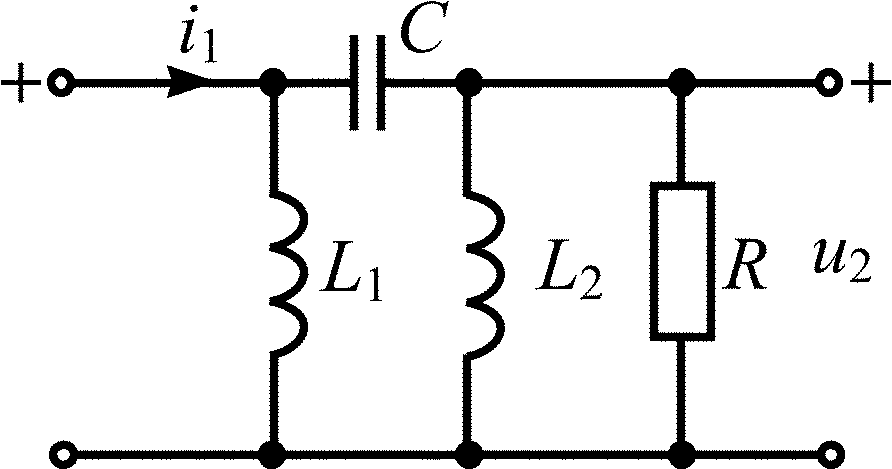 i₁ C
+ +
L₁ L₂ R u₂